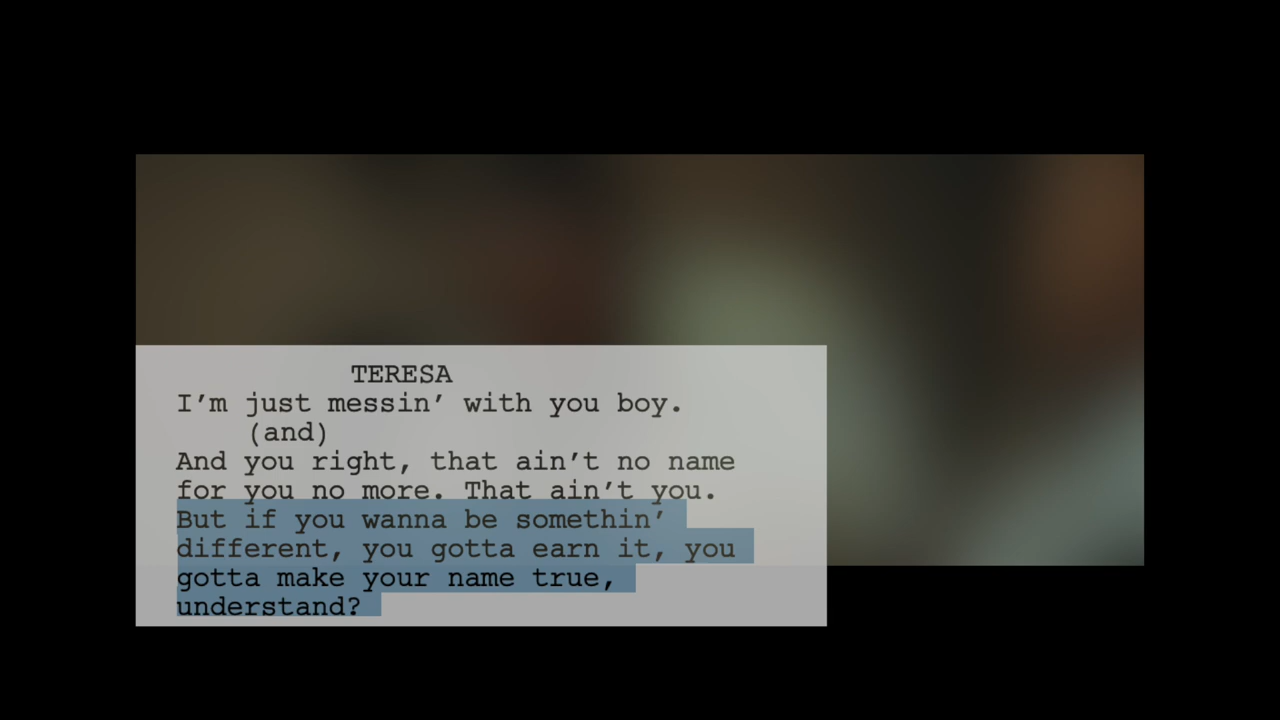 TERESA
I’m just messin’ with you boy.
(and)
And you right, that ain’t no name
for you no more. That ain’t you.
But if you wanna be somethin’
different, you gotta earn it, you
gotta make your name true,
understand?